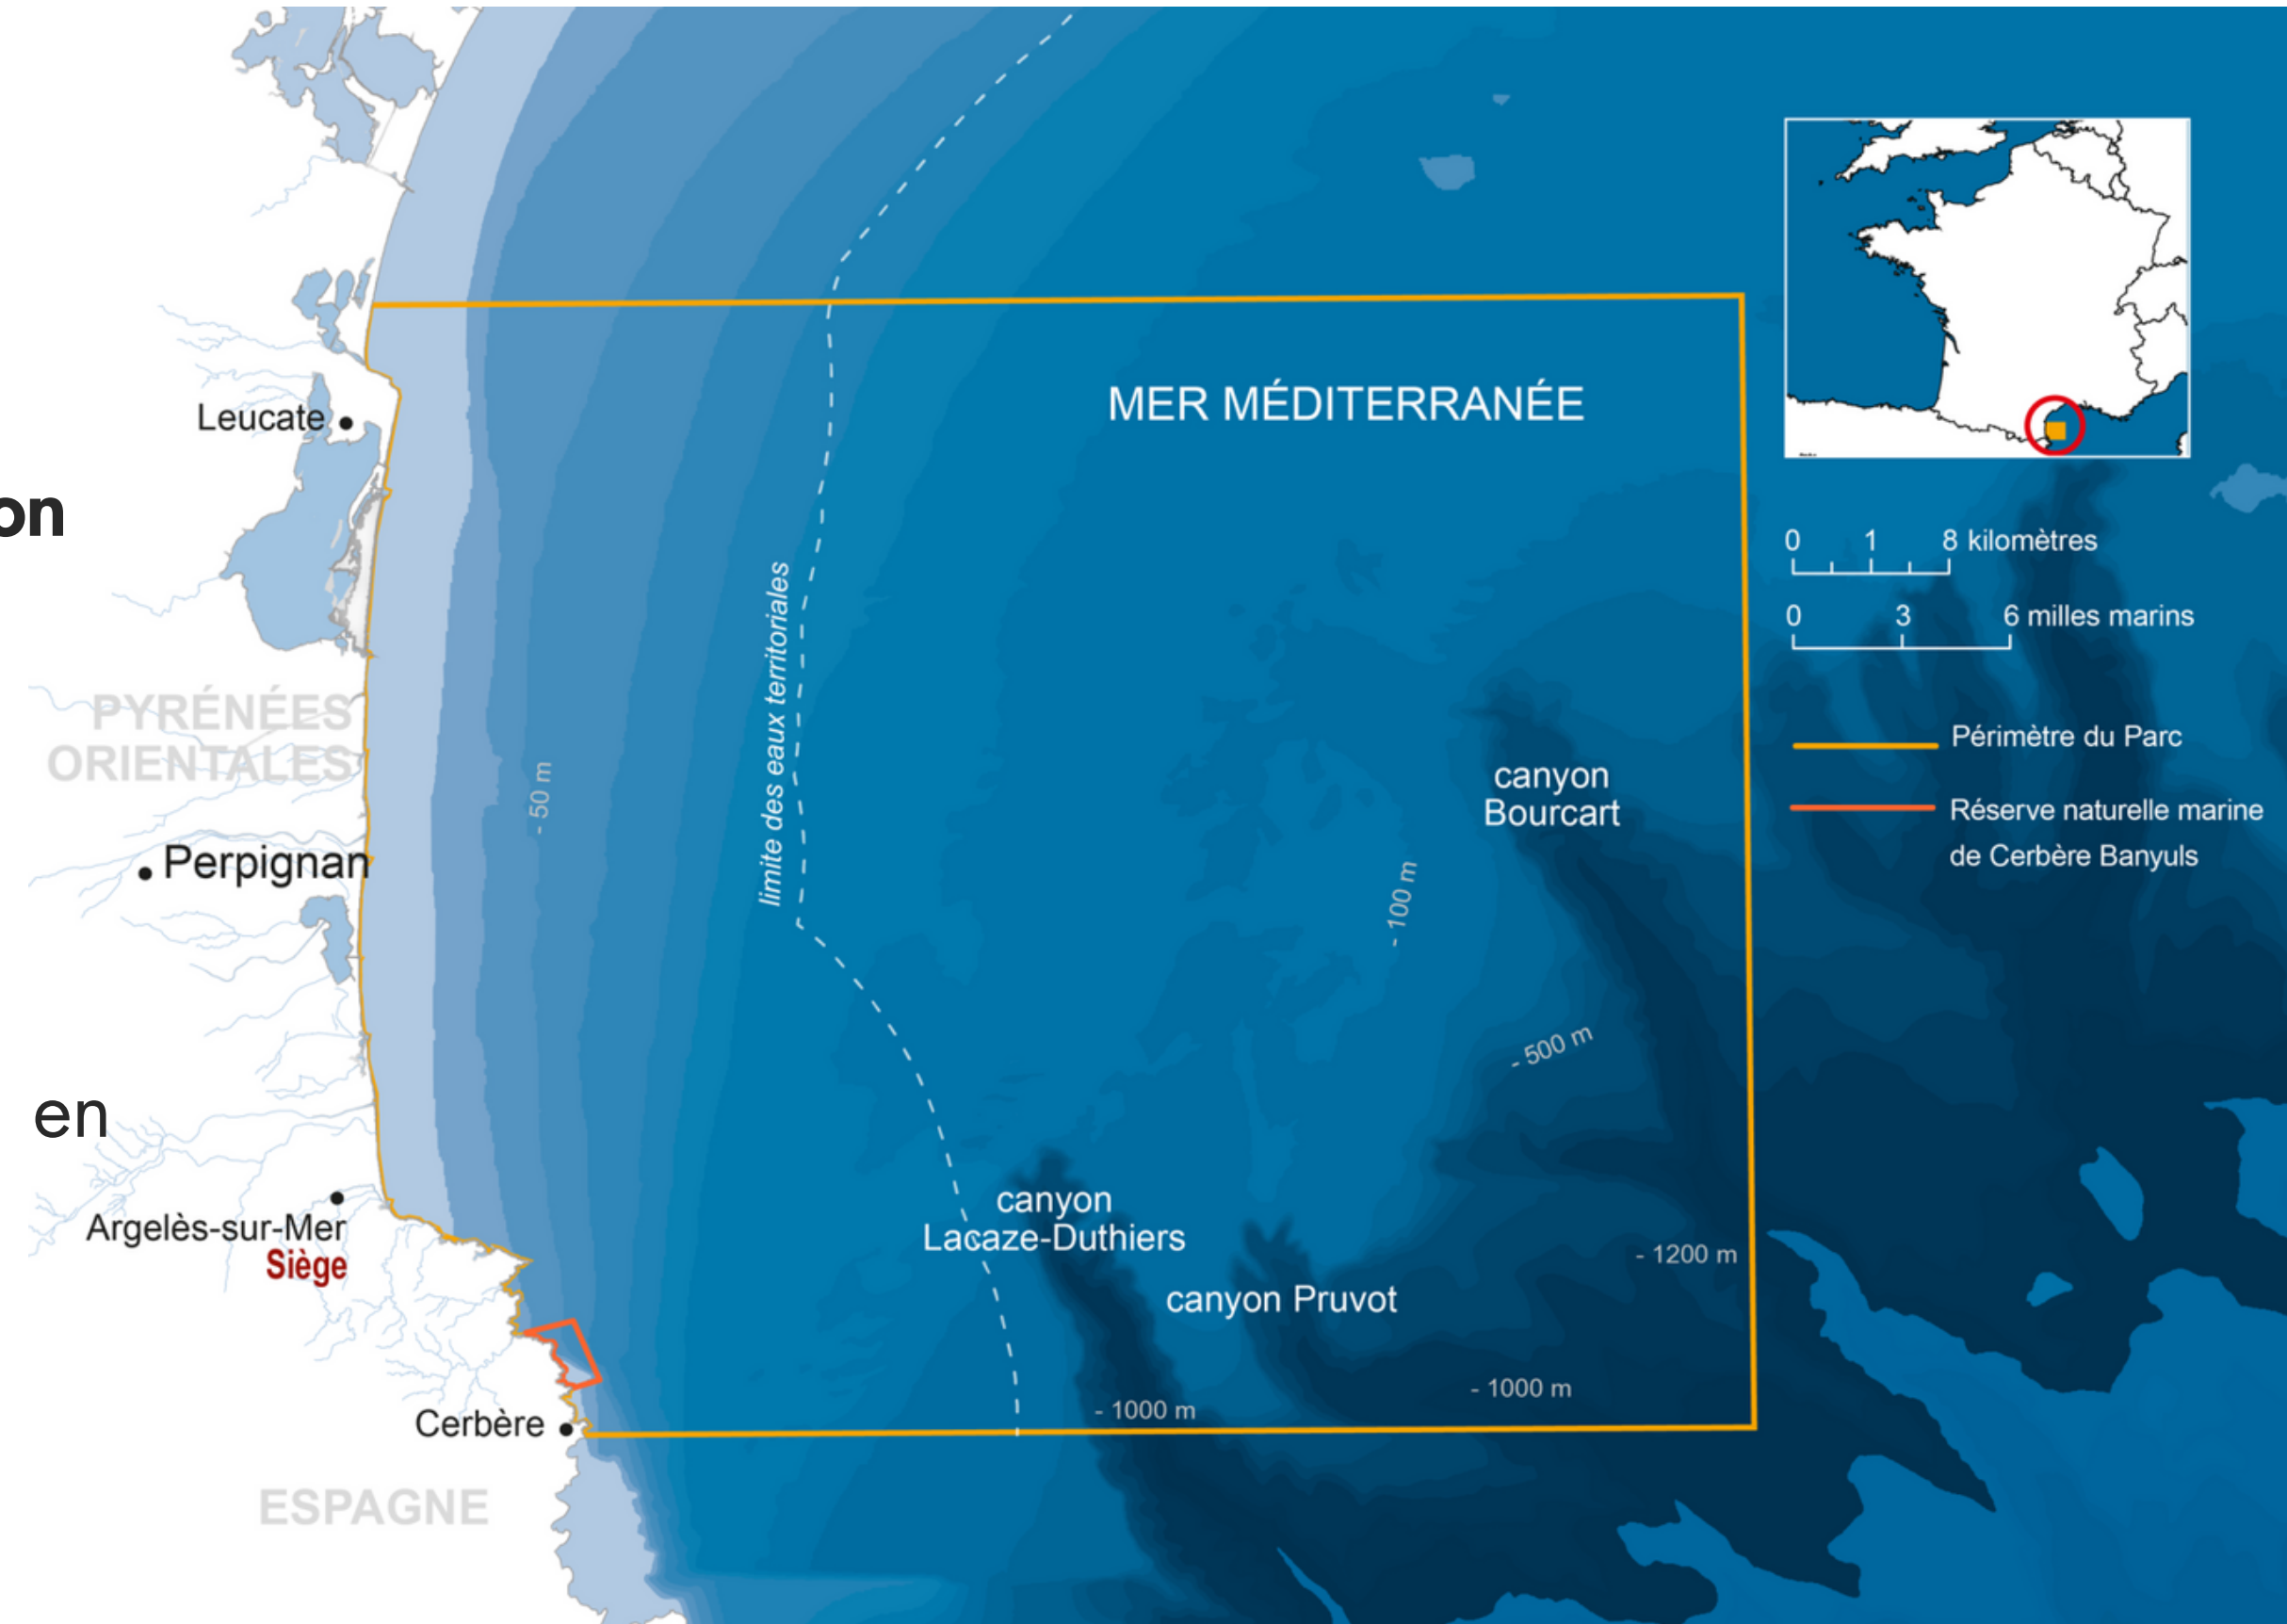 MER MÉDITERRANÉE
Leucate
on
0 1 8 kilomètres
0 3 6 milles marins
limite des eaux territoriales
PYRÉNÉES
ORIENTALES
- 50 m
Périmètre du Parc
canyon
Bourcart
Réserve naturelle marine
de Cerbère Banyuls
Perpignan
- 100 m
- 500 m
en
canyon
Lacaze-Duthiers
Argelès-sur-Mer
Siège
- 1200 m
canyon Pruvot
- 1000 m
- 1000 m
Cerbère
ESPAGNE